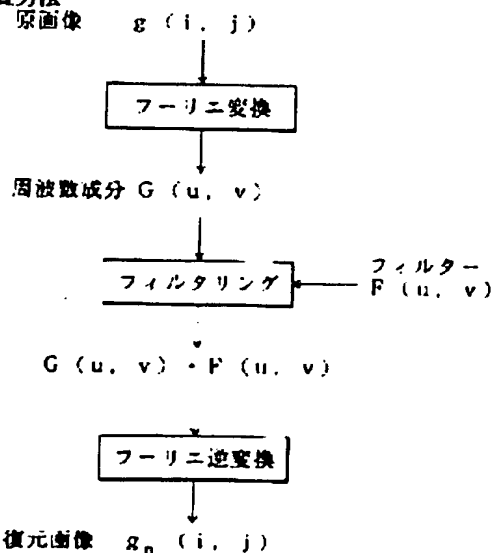 方法
原画像 g (i, j)
フーリエ変換
周波数成分 G (u, v)
フィルター
F (u, v)
フィルタリング
G (u, v) ・ F (u, v)
フーリエ逆変換
復元画像 gn (i, j)